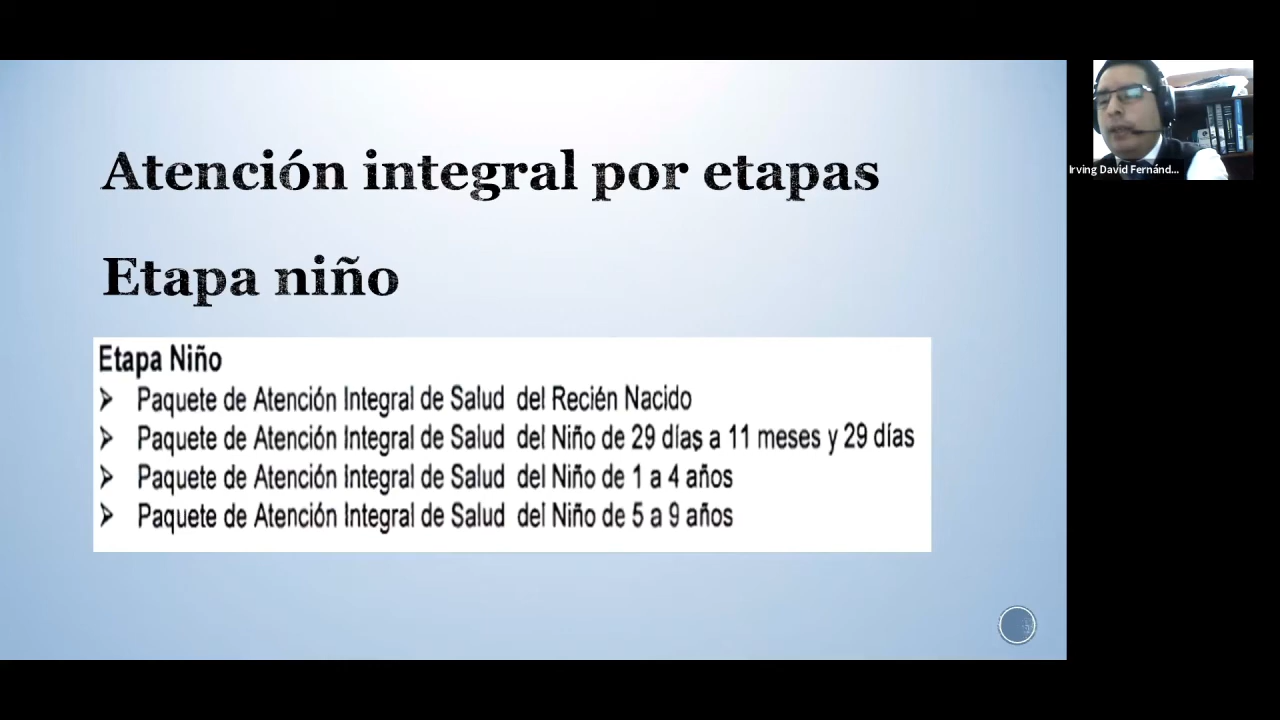 Atención integral por etapas
Etapa niño
Etapa Niño
➢ Paquete de Atención Integral de Salud del Recién Nacido
➢ Paquete de Atención Integral de Salud del Niño de 29 días a 11 meses y 29 días
➢ Paquete de Atención Integral de Salud del Niño de 1 a 4 años
➢ Paquete de Atención Integral de Salud del Niño de 5 a 9 años
Irving David Fernánd...